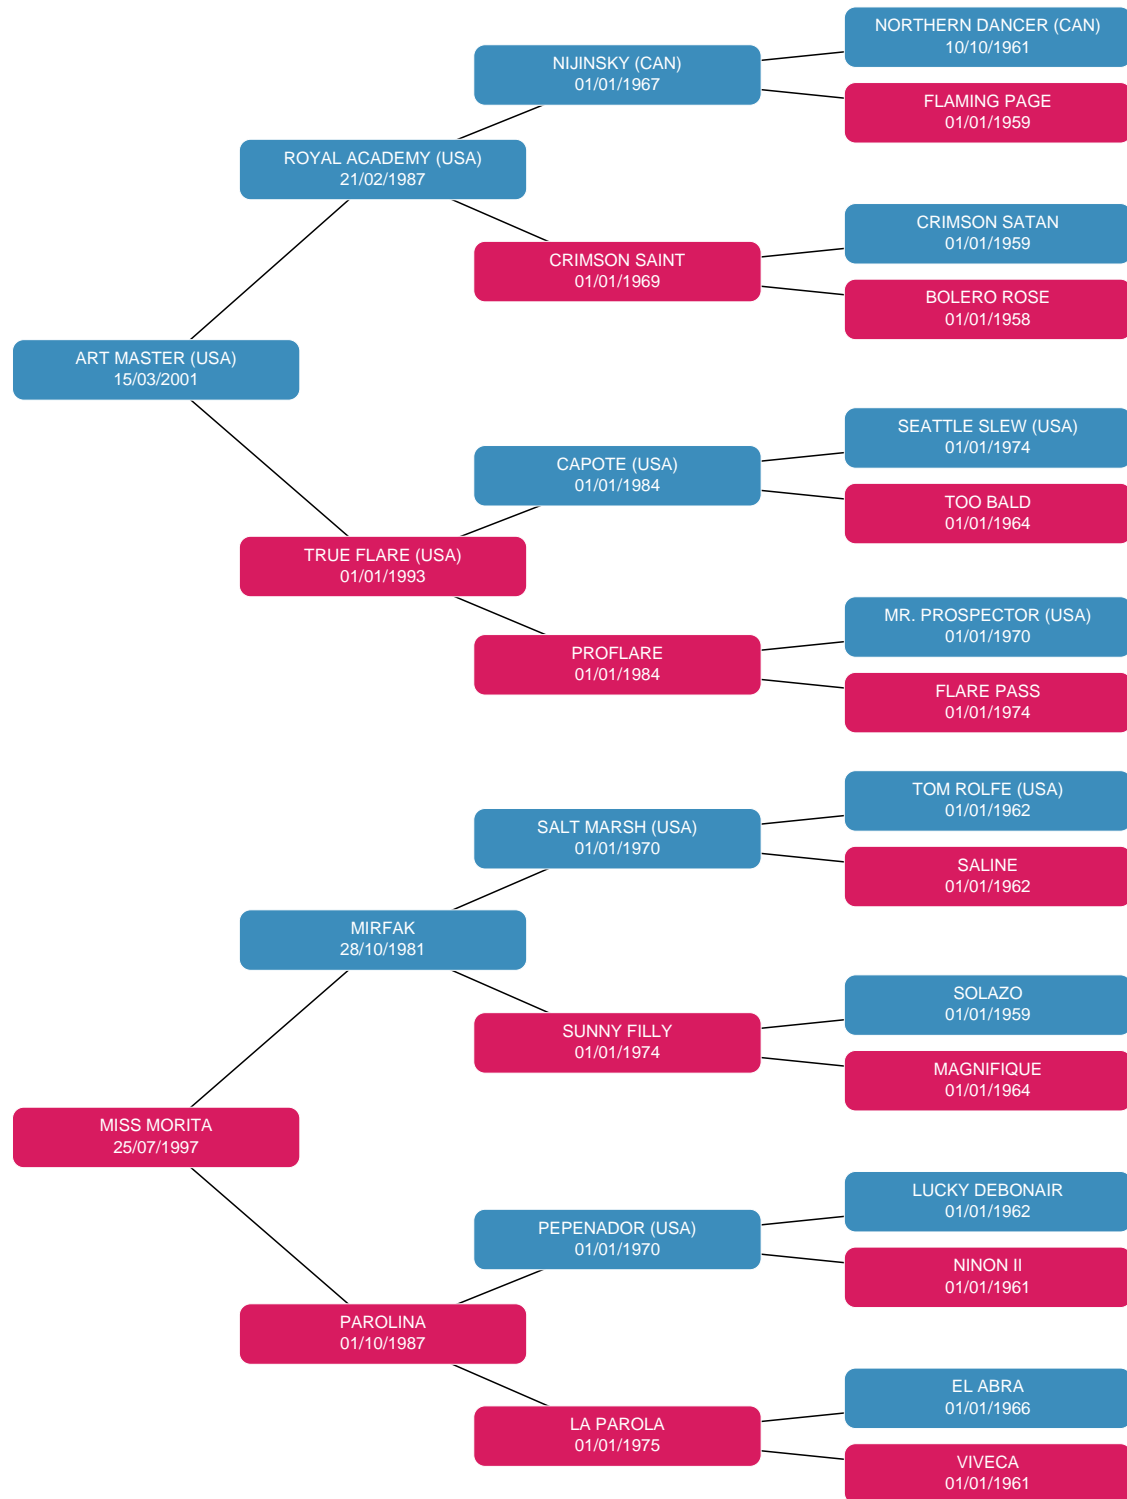 NORTHERN DANCER (CAN)
10/10/1961
NIJINSKY (CAN)
01/01/1967
FLAMING PAGE
01/01/1959
ROYAL ACADEMY (USA)
21/02/1987
CRIMSON SATAN
01/01/1959
CRIMSON SAINT
01/01/1969
BOLERO ROSE
01/01/1958
ART MASTER (USA)
15/03/2001
SEATTLE SLEW (USA)
01/01/1974
CAPOTE (USA)
01/01/1984
TOO BALD
01/01/1964
TRUE FLARE (USA)
01/01/1993
MR. PROSPECTOR (USA)
01/01/1970
PROFLARE
01/01/1984
FLARE PASS
01/01/1974
TOM ROLFE (USA)
01/01/1962
SALT MARSH (USA)
01/01/1970
SALINE
01/01/1962
MIRFAK
28/10/1981
SOLAZO
01/01/1959
SUNNY FILLY
01/01/1974
MAGNIFIQUE
01/01/1964
MISS MORITA
25/07/1997
LUCKY DEBONAIR
01/01/1962
PEPENADOR (USA)
01/01/1970
NINON II
01/01/1961
PAROLINA
01/10/1987
EL ABRA
01/01/1966
LA PAROLA
01/01/1975
VIVECA
01/01/1961